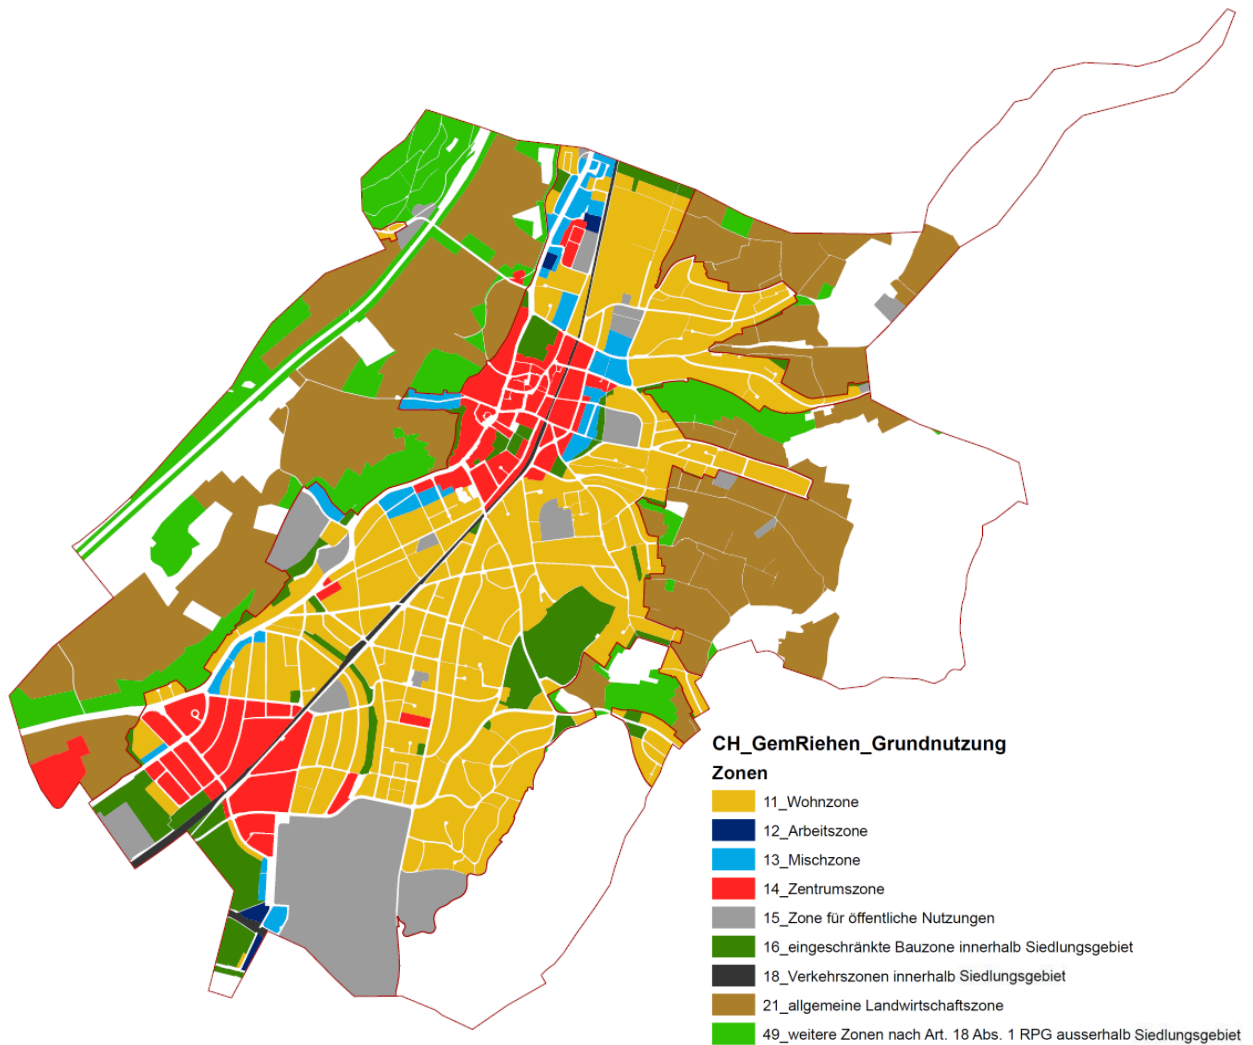 CH_GemRiehen_Grundnutzung
Zonen
11_Wohnzone
12_Arbeitszone
13_Mischzone
14_Zentrumszone
15_Zone für öffentliche Nutzungen
16_eingeschränkte Bauzone innerhalb Siedlungsgebiet
18_Verkehrszonen innerhalb Siedlungsgebiet
21_allgemeine Landwirtschaftszone
49_weitere Zonen nach Art. 18 Abs. 1 RPG ausserhalb Siedlungsgebiet